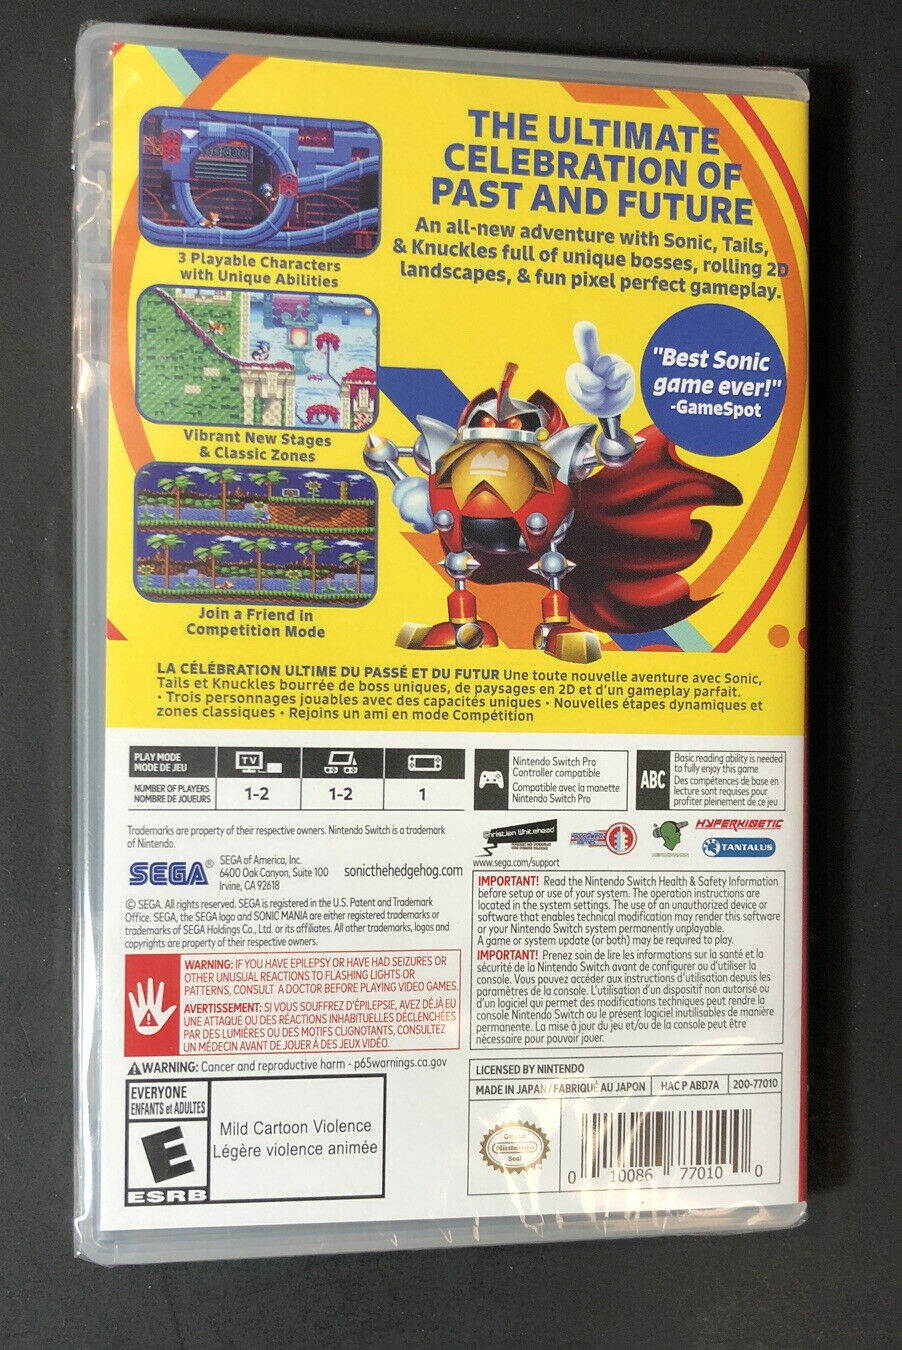 THE ULTIMATE
CELEBRATION OF
PAST AND FUTURE
An all-new adventure with Sonic, Tails,
& Knuckles full of unique bosses, rolling 2D
landscapes, & fun pixel perfect gameplay.
3 Playable Characters
with Unique Abilities
"Best Sonic
game ever!"
-GameSpot
Vibrant New Stages
& Classic Zones
Join a Friend in
Competition Mode
LA CÉLÉBRATION ULTIME DU PASSÉ ET DU FUTUR Une toute nouvelle aventure avec Sonic,
Tails et Knuckles bourrée de boss uniques, de paysages en 2D et d'un gameplay parfait.
• Trois personnages jouables avec des capacités uniques • Nouvelles étapes dynamiques et
zones classiques • Rejoins un ami en mode Compétition
PLAY MODE
MODE DE JEU
TV
NUMBER OF PLAYERS
NOMBRE DE JOUEURS
1-2
1-2
1
Nintendo Switch Pro
Controller compatible
Compatible avec la manette
Nintendo Switch Pro
ABC
Basic reading ability is needed
to fully enjoy this game
Des compétences de base en
lecture sont requises pour
profiter pleinement de ce jeu
Trademarks are property of their respective owners. Nintendo Switch is a trademark
of Nintendo.
Christian Whitehead
HYPERKINETIC
TANTALUS
SEGA®
SEGA of America, Inc.
6400 Oak Canyon, Suite 100
Irvine, CA 92618
sonicthehedgehog.com
www.sega.com/support
© SEGA. All rights reserved. SEGA is registered in the U.S. Patent and Trademark
Office. SEGA, the SEGA logo and SONIC MANIA are either registered trademarks or
trademarks of SEGA Holdings Co., Ltd. or its affiliates. All other trademarks, logos and
copyrights are property of their respective owners.
IMPORTANT! Read the Nintendo Switch Health & Safety Information
before setup or use of your system. The operation instructions are
located in the system settings. The use of an unauthorized device or
software that enables technical modification may render this software
or your Nintendo Switch system permanently unplayable.
A game or system update (or both) may be required to play.
IMPORTANT! Prenez soin de lire les informations sur la santé et la
sécurité de la Nintendo Switch avant de configurer ou d'utiliser la
console. Vous pouvez accéder aux instructions d'utilisation depuis les
paramètres de la console. L'utilisation d'un dispositif non autorisé ou
d'un logiciel qui permet des modifications techniques peut rendre la
console Nintendo Switch ou le présent logiciel inutilisables de manière
permanente. La mise à jour du jeu et/ou de la console peut être
nécessaire pour pouvoir jouer.
WARNING: IF YOU HAVE EPILEPSY OR HAVE HAD SEIZURES OR
OTHER UNUSUAL REACTIONS TO FLASHING LIGHTS OR
PATTERNS, CONSULT A DOCTOR BEFORE PLAYING VIDEO GAMES.
AVERTISSEMENT: SI VOUS SOUFFREZ D'ÉPILEPSIE, AVEZ DÉJÀ EU
UNE ATTAQUE OU DES RÉACTIONS INHABITUELLES DÉCLENCHÉES
PAR DES LUMIÈRES OU DES MOTIFS CLIGNOTANTS, CONSULTEZ
UN MÉDECIN AVANT DE JOUER À DES JEUX VIDÉO.
WARNING: Cancer and reproductive harm - p65warnings.ca.gov
EVERYONE
ENFANTS et ADULTES
E
ESRB
Mild Cartoon Violence
Légère violence animée
LICENSED BY NINTENDO
MADE IN JAPAN / FABRIQUÉ AU JAPON
HAC P ABD7A
200-77010
Official
Nintendo
Seal
0 10086 77010 0